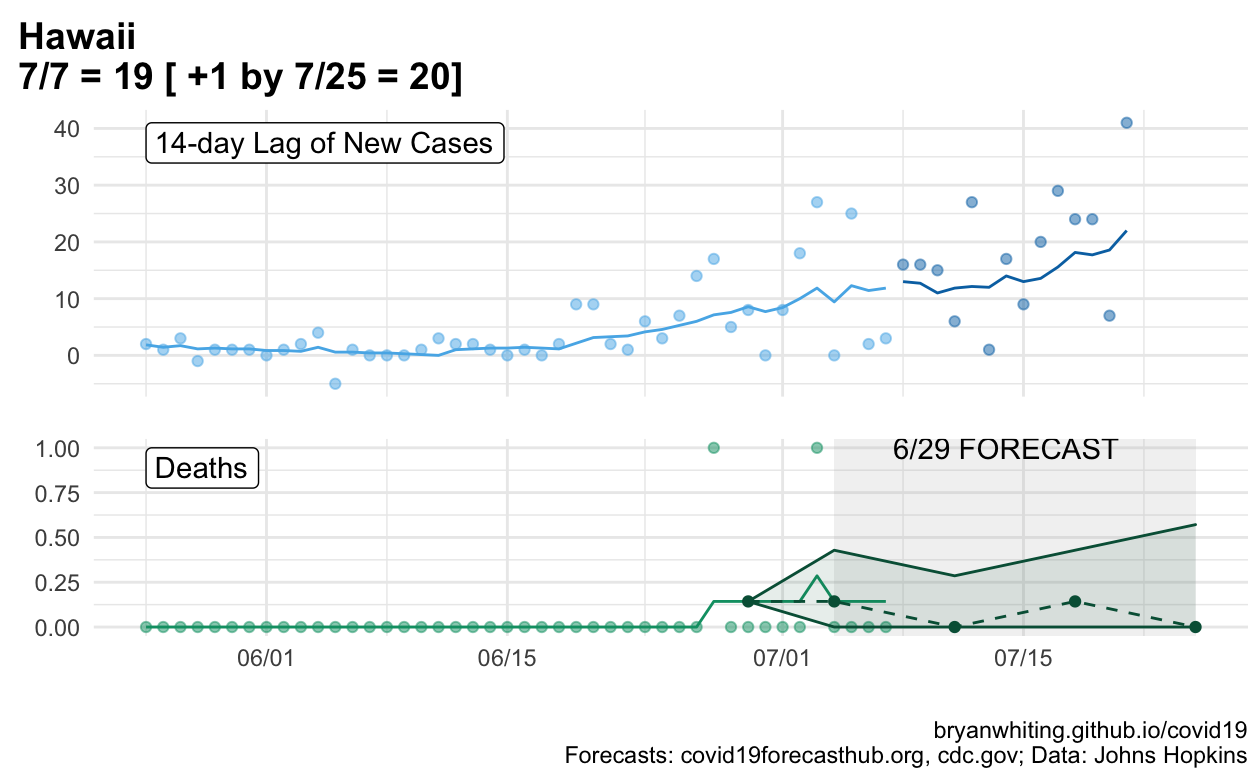 Hawaii
7/7 = 19 [ +1 by 7/25 = 20]
14-day Lag of New Cases
40
30
20
10
0
Deaths
6/29 FORECAST
1.00
0.75
0.50
0.25
0.00
06/01 06/15 07/01 07/15
bryanwhiting.github.io/covid19
Forecasts: covid19forecasthub.org, cdc.gov; Data: Johns Hopkins